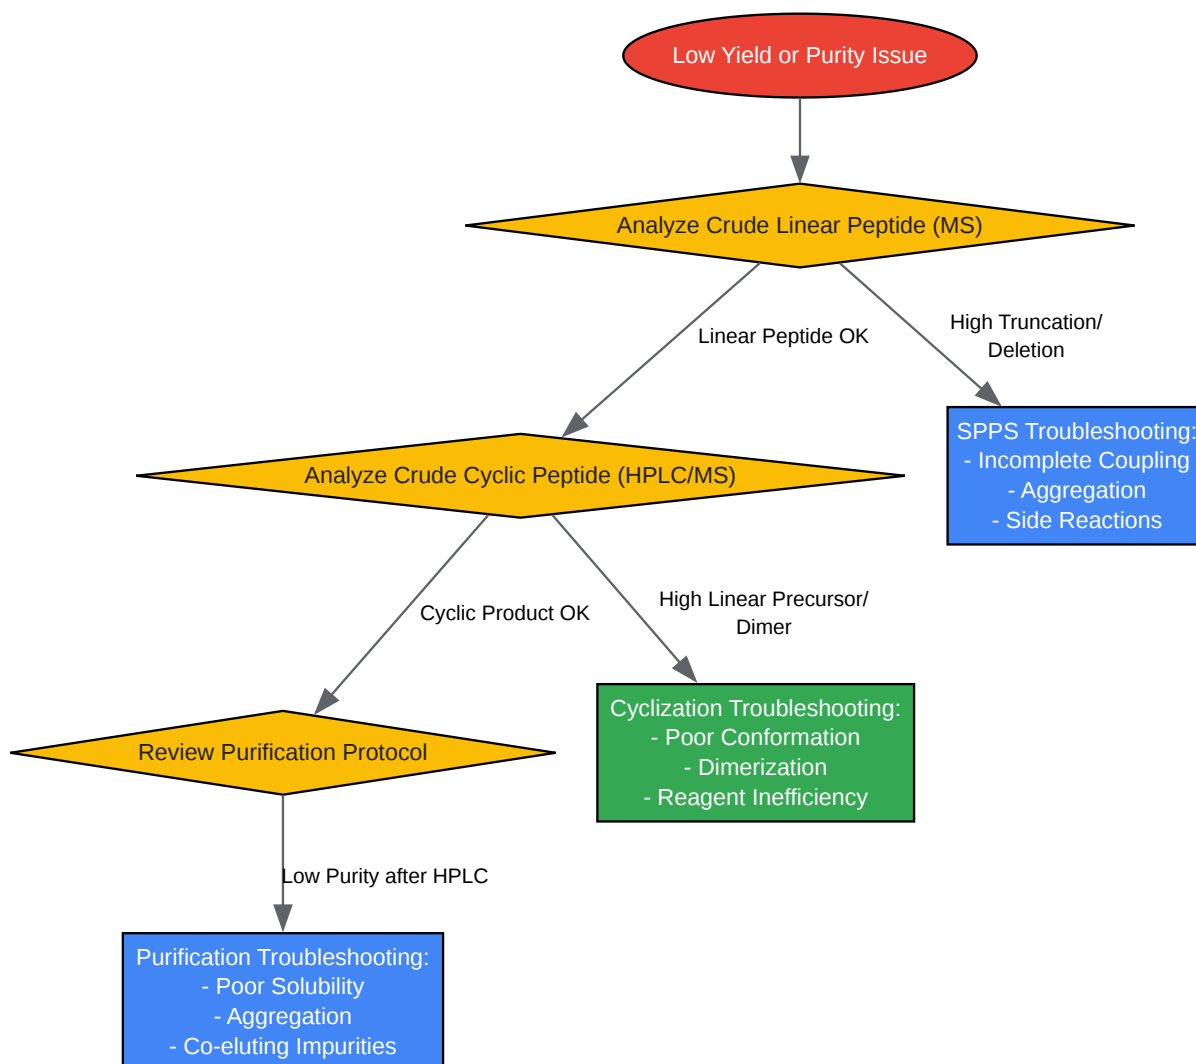 Low Yield or Purity Issue
Analyze Crude Linear Peptide (MS)
Linear Peptide OK
High Truncation/
Deletion
SPPS Troubleshooting:
- Incomplete Coupling
- Aggregation
- Side Reactions
Analyze Crude Cyclic Peptide (HPLC/MS)
Cyclic Product OK
High Linear Precursor/
Dimer
Cyclization Troubleshooting:
- Poor Conformation
- Dimerization
- Reagent Inefficiency
Review Purification Protocol
Low Purity after HPLC
Purification Troubleshooting:
- Poor Solubility
- Aggregation
- Co-eluting Impurities